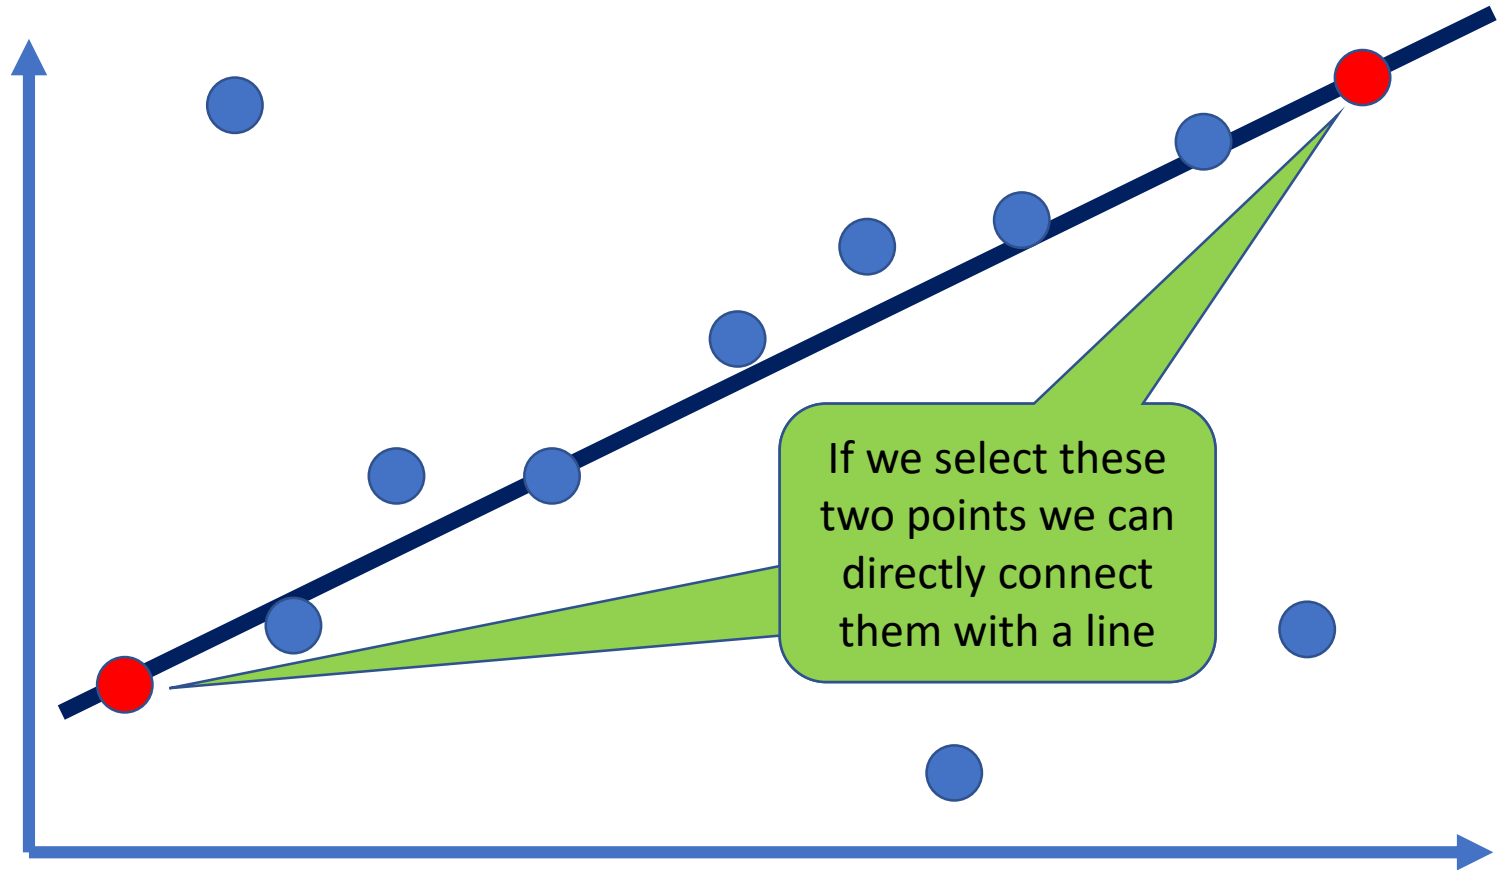 If we select these
two points we can
directly connect
them with a line